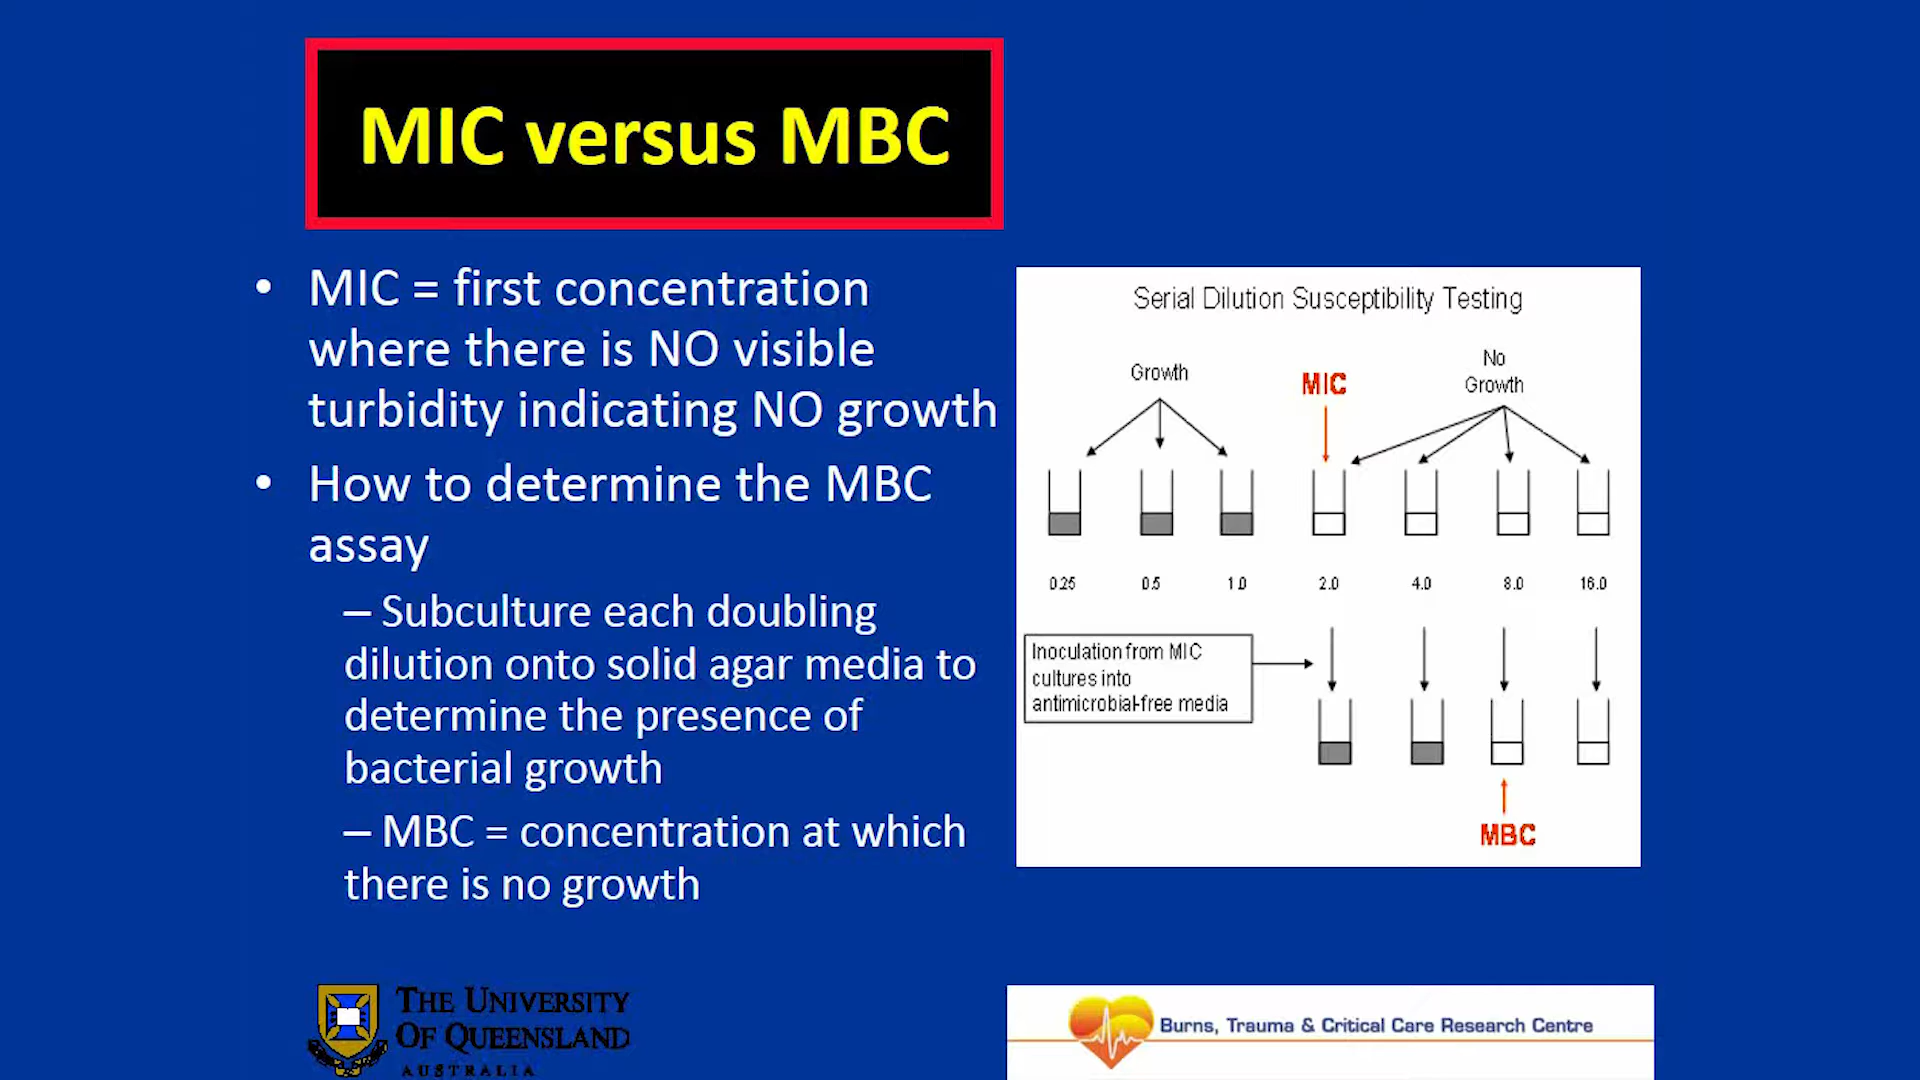 MIC versus MBC
• MIC = first concentration
where there is NO visible
turbidity indicating NO growth
• How to determine the MBC
assay
– Subculture each doubling
dilution onto solid agar media to
determine the presence of
bacterial growth
– MBC = concentration at which
there is no growth
Serial Dilution Susceptibility Testing
Growth
MIC
No
Growth
0.25 0.5 1.0 2.0 4.0 8.0 16.0
Inoculation from MIC
cultures into
antimicrobial-free media
MBC
THE UNIVERSITY
OF QUEENSLAND
AUSTRALIA
Burns, Trauma & Critical Care Research Centre